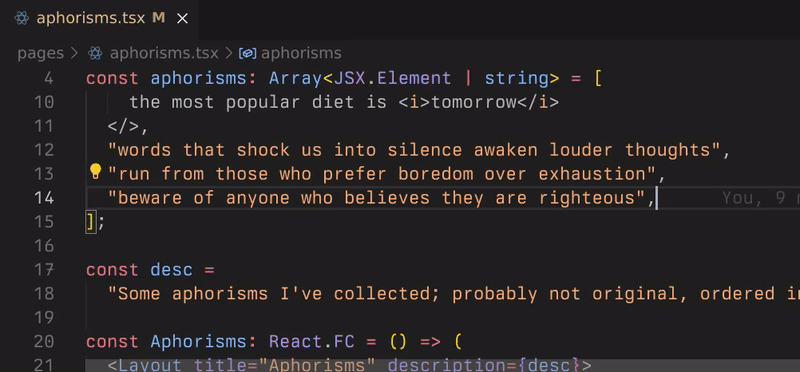 aphorisms.tsx M ×
pages > aphorisms.tsx > aphorisms
4 const aphorisms: Array<JSX.Element | string> = [
10 the most popular diet is <i>tomorrow</i>
11 </>,
12 "words that shock us into silence awaken louder thoughts",
13 "run from those who prefer boredom over exhaustion",
14 "beware of anyone who believes they are righteous", You, 9
15 ];
16
17 const desc =
18 "Some aphorisms I've collected; probably not original, ordered
19
20 const Aphorisms: React.FC = () => (
21 <Layout title="Aphorisms" description={desc}>